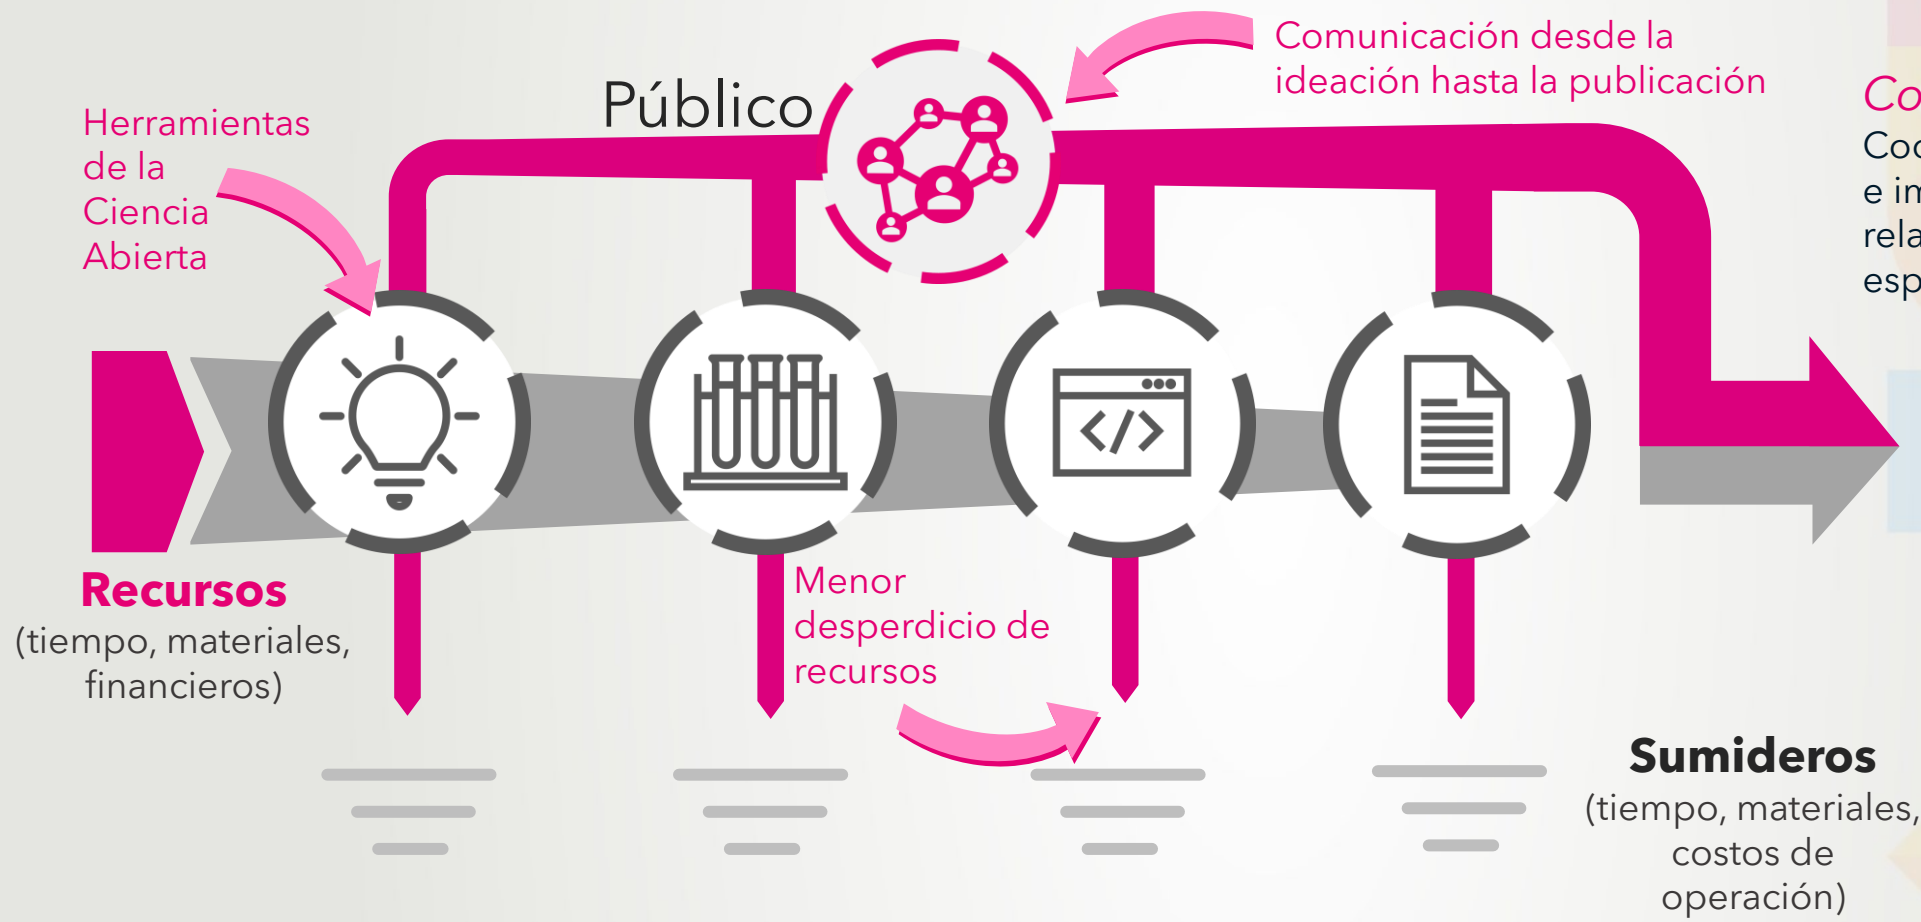 Comunicación desde la
ideación hasta la publicación
Público
Herramientas
de la
Ciencia
Abierta
e
Recursos
(tiempo, materiales,
financieros)
Menor
desperdicio de
recursos
Sumideros
(tiempo, materiales,
costos de
operación)